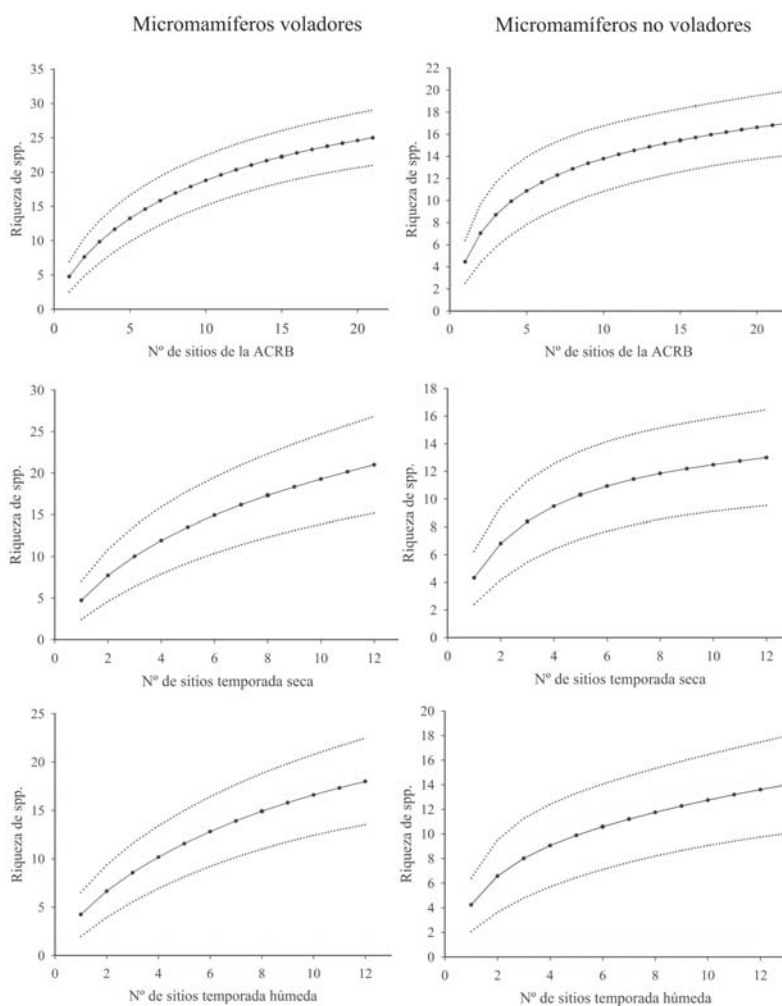 Micromamíferos voladores
Micromamíferos no voladores
35
30
25
20
15
10
5
0
Riqueza de spp.
0 5 10 15 20
Nº de sitios de la ACRB
22
20
18
16
14
12
10
8
6
4
2
0
Riqueza de spp.
0 5 10 15 20
Nº de sitios de la ACRB
30
25
20
15
10
5
0
Riqueza de spp.
0 2 4 6 8 10 12
Nº de sitios temporada seca
18
16
14
12
10
8
6
4
2
0
Riqueza de spp.
0 2 4 6 8 10 12
Nº de sitios temporada seca
25
20
15
10
5
0
Riqueza de spp.
0 2 4 6 8 10 12
Nº de sitios temporada húmeda
20
18
16
14
12
10
8
6
4
2
0
Riqueza de spp.
0 2 4 6 8 10 12
Nº de sitios temporada húmeda